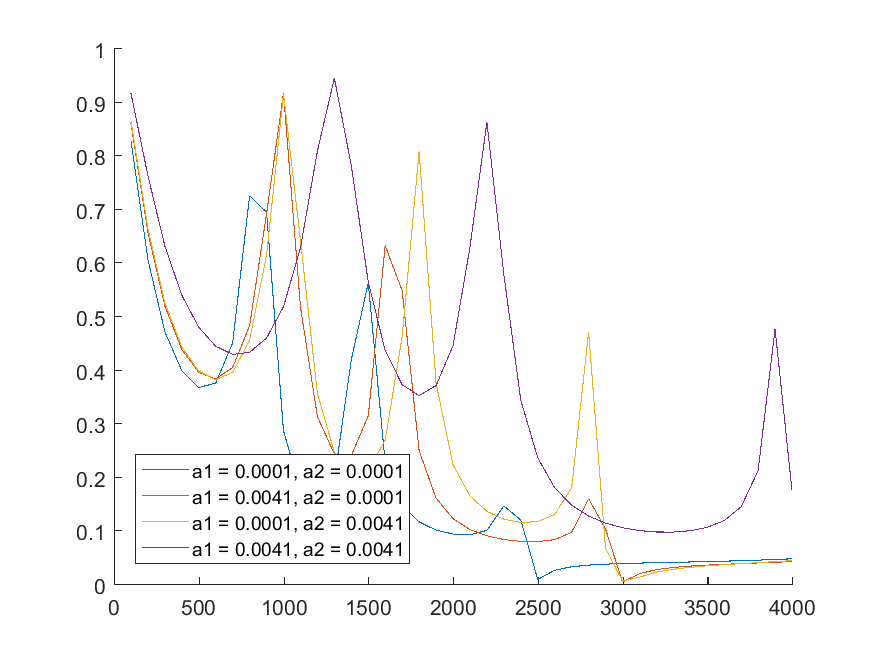 1
0.9
0.8
0.7
0.6
0.5
0.4
0.3
0.2
0.1
0
a1 = 0.0001, a2 = 0.0001
a1 = 0.0041, a2 = 0.0001
a1 = 0.0001, a2 = 0.0041
a1 = 0.0041, a2 = 0.0041
0 500 1000 1500 2000 2500 3000 3500 4000